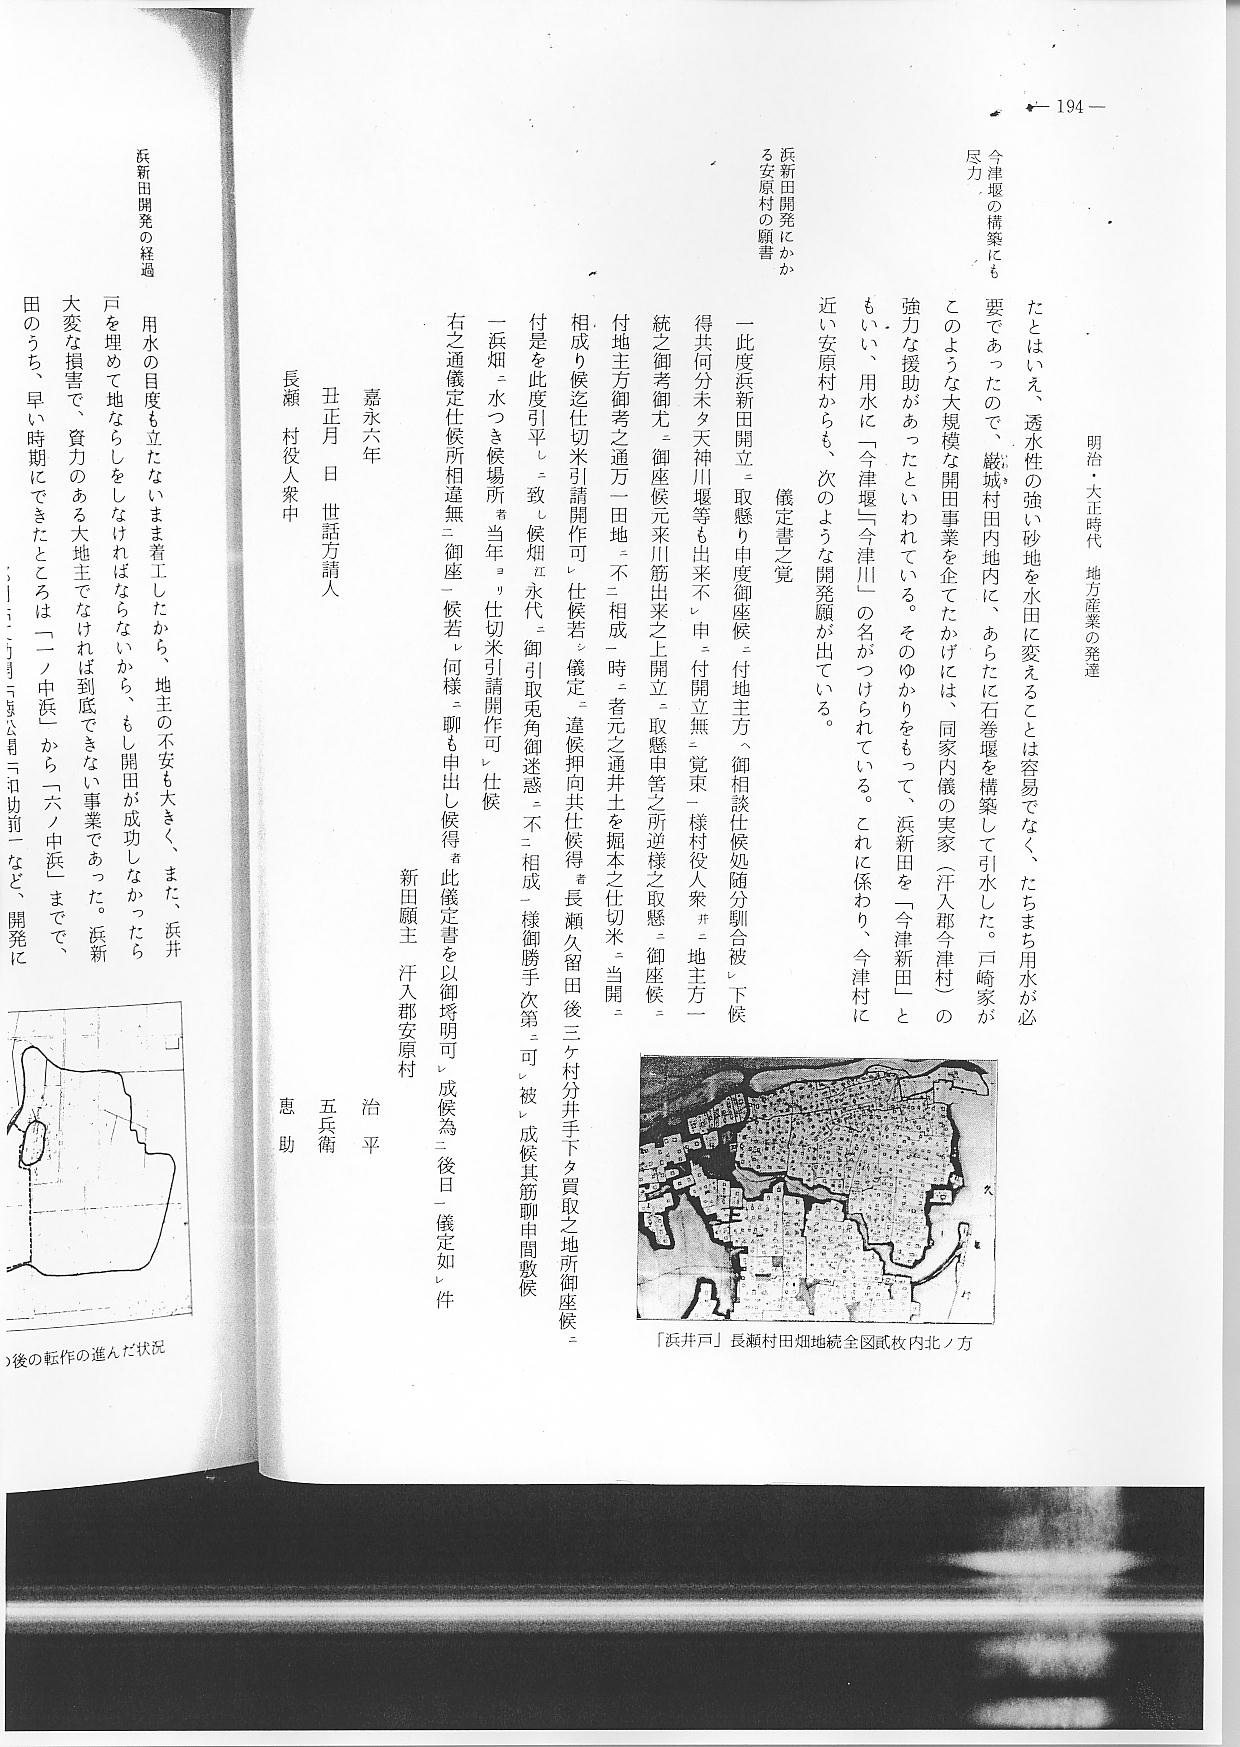 — 194 —
明治・大正時代　地方産業の発達
今津堰の構築にも
尽力
たとはいえ、透水性の強い砂地を水田に変えることは容易でなく、たちまち用水が必
要であったので、巌城村田内地内に、あらたに石巻堰を構築して引水した。戸崎家が
このような大規模な開田事業を企てたかげには、同家内儀の実家（汗入郡今津村）の
強力な援助があったといわれている。そのゆかりをもって、浜新田を「今津新田」と
もいい、用水に「今津堰」「今津川」の名がつけられている。これに係わり、今津村に
近い安原村からも、次のような開発願が出ている。
浜新田開発にかか
る安原村の願書
儀定書之覚
一此度浜新田開立ニ取懸り申度御座候ニ付地主方へ御相談仕候処随分馴合被レ下候
得共何分未タ天神川堰等も出来不レ申ニ付開立無ニ覚束一様村役人衆井ニ地主方一
統之御考御尤ニ御座候元来川筋出来之上開立ニ取懸申筈之所逆様之取懸ニ御座候ニ
付地主方御考之通万一田地ニ不ニ相成一時ニ者元之通井土を掘本之仕切米ニ当開ニ
相成り候迄仕切米引請開作可レ仕候若シ儀定ニ違候押向共仕候得者長瀬久留田後三ケ村分井手下タ買取之地所御座候ニ
付是を此度引平しニ致し候畑江永代ニ御引取兎角御迷惑ニ不ニ相成一様御勝手次第ニ可レ被レ成候其筋聊申間敷候
一浜畑ニ水つき候場所者当年ヨリ仕切米引請開作可レ仕候
右之通儀定仕候所相違無ニ御座一候若レ何様ニ聊も申出し候得者此儀定書を以御埒明可レ成候為ニ後日一儀定如レ件
新田願主　汗入郡安原村
嘉永六年　治　平
丑正月　日　世話方請人　五兵衛
長瀬　村役人衆中　恵　助
「浜井戸」長瀬村田畑地続全図貳枚内北ノ方
浜新田開発の経過
用水の目度も立たないまま着工したから、地主の不安も大きく、また、浜井
戸を埋めて地ならしをしなければならないから、もし開田が成功しなかったら
大変な損害で、資力のある大地主でなければ到底できない事業であった。浜新
田のうち、早い時期にできたところは「一ノ中浜」から「六ノ中浜」までで、
など、開発に
後の転作の進んだ状況